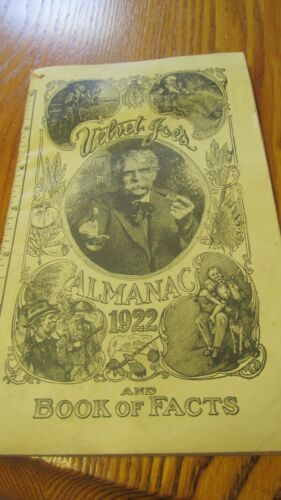 Velvet Joe's
ALMANAC
1922
AND
BOOK OF FACTS